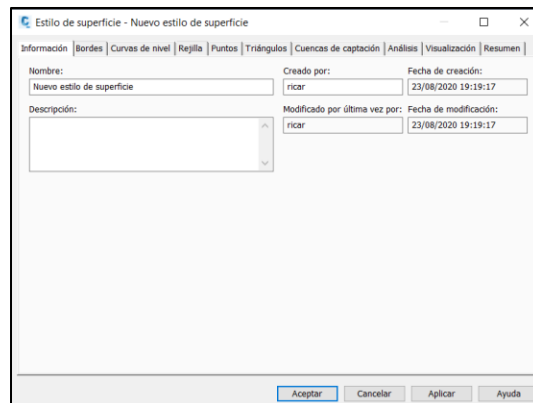 Estilo de superficie - Nuevo estilo de superficie
Información Bordes Curvas de nivel Rejilla Puntos Triángulos Cuencas de captación Análisis Visualización Resumen
Nombre: Creado por: Fecha de creación:
Nuevo estilo de superficie ricar 23/08/2020 19:19:17
Descripción: Modificado por última vez por: Fecha de modificación:
ricar 23/08/2020 19:19:17
Aceptar Cancelar Aplicar Ayuda